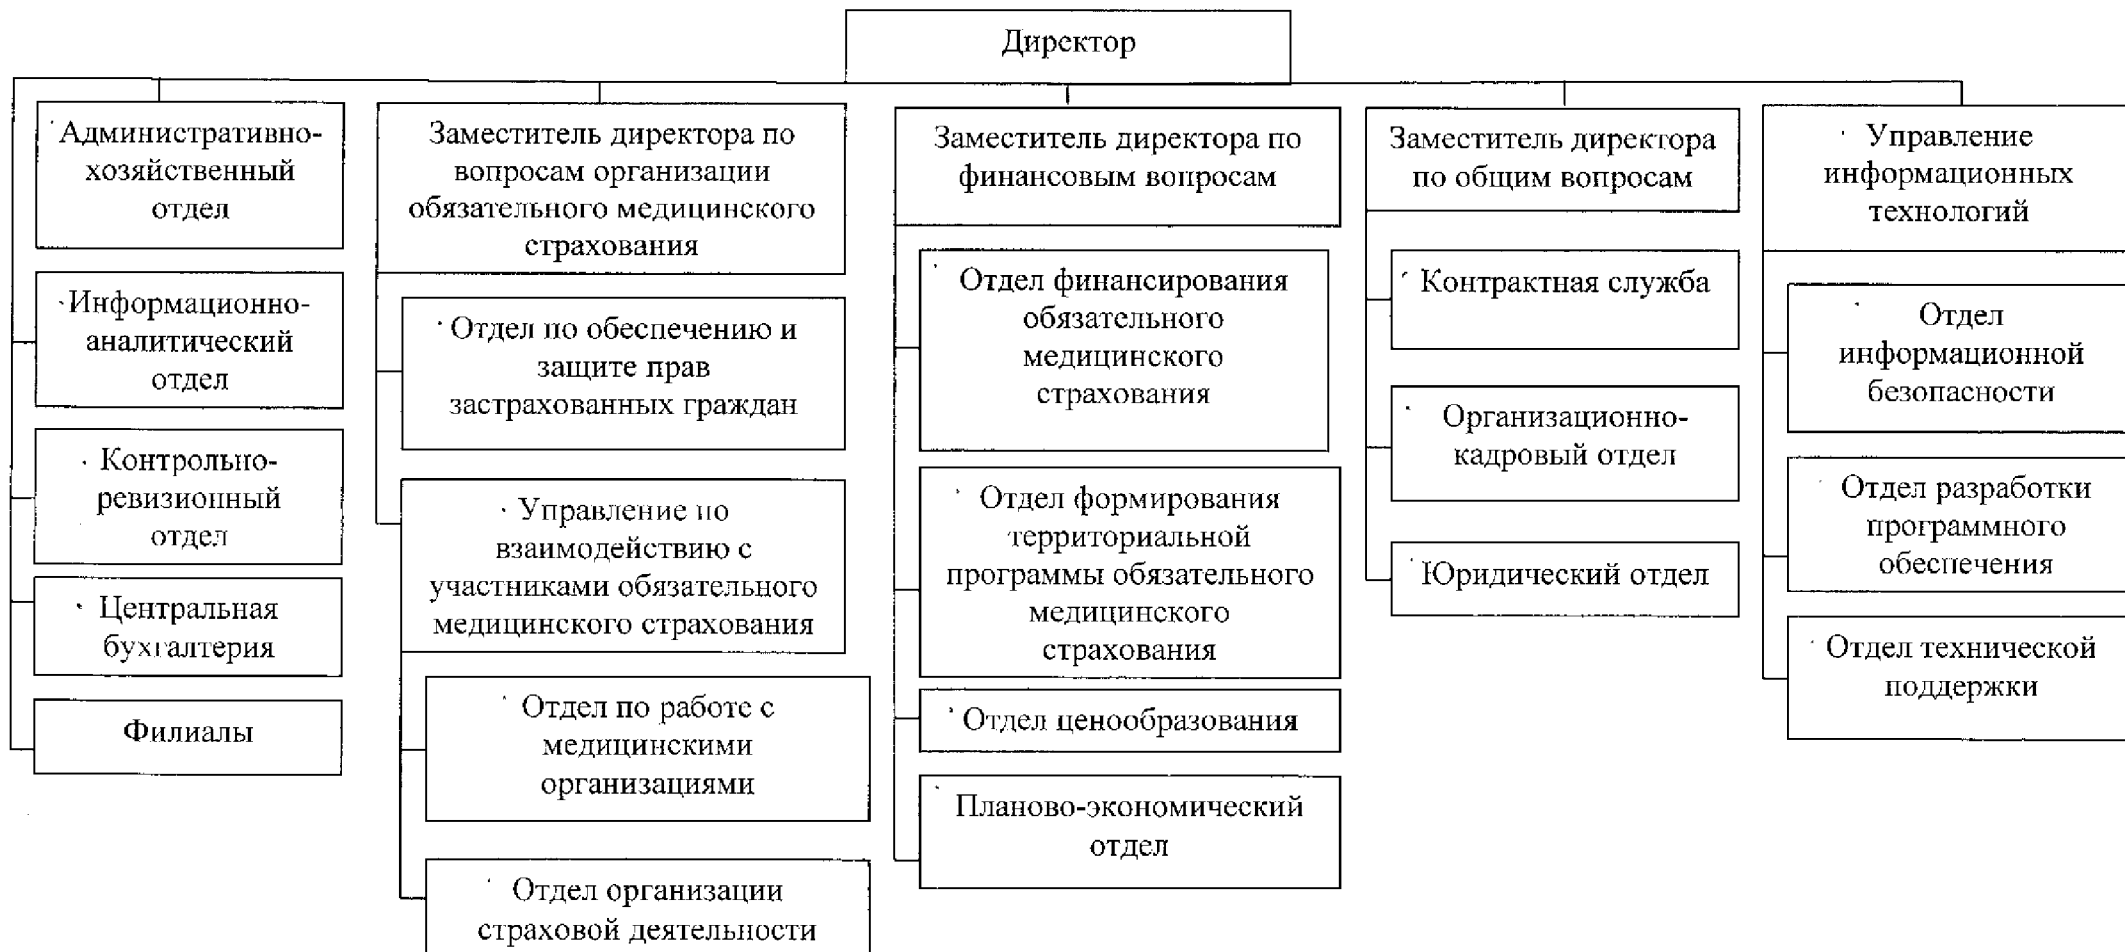 Директор
Административно-
хозяйственный
отдел
Информационно-
аналитический
отдел
Контрольно-
ревизионный
отдел
Центральная
бухгалтерия
Филиалы
Заместитель директора по
вопросам организации
обязательного медицинского
страхования
Отдел по обеспечению и
защите прав
застрахованных граждан
Управление по
взаимодействию с
участниками обязательного
медицинского страхования
Отдел по работе с
медицинскими
организациями
Отдел организации
страховой деятельности
Заместитель директора по
финансовым вопросам
Отдел финансирования
обязательного
медицинского
страхования
Отдел формирования
территориальной
программы обязательного
медицинского
страхования
Отдел ценообразования
Планово-экономический
отдел
Заместитель директора
по общим вопросам
Контрактная служба
Организационно-
кадровый отдел
Юридический отдел
Управление
информационных
технологий
Отдел
информационной
безопасности
Отдел разработки
программного
обеспечения
Отдел технической
поддержки